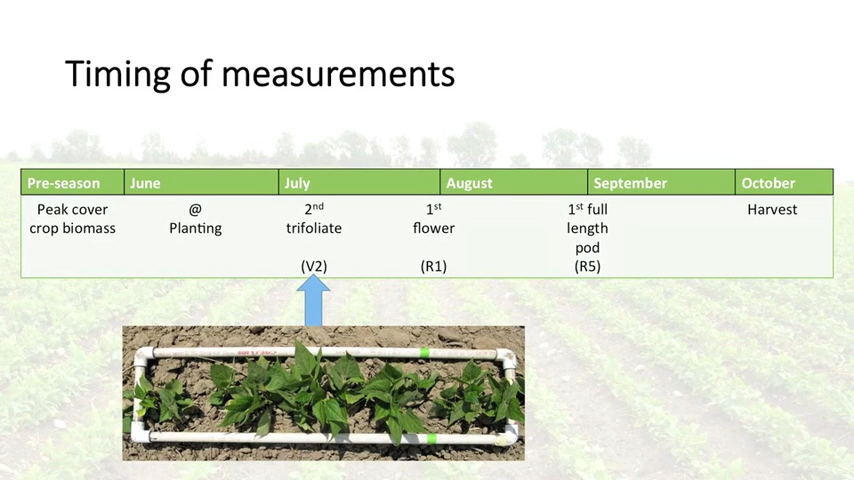 Timing of measurements
Pre-season June July August September October
Peak cover @ 2nd 1st 1st full Harvest
crop biomass Planting trifoliate flower length
pod
(V2) (R1) (R5)